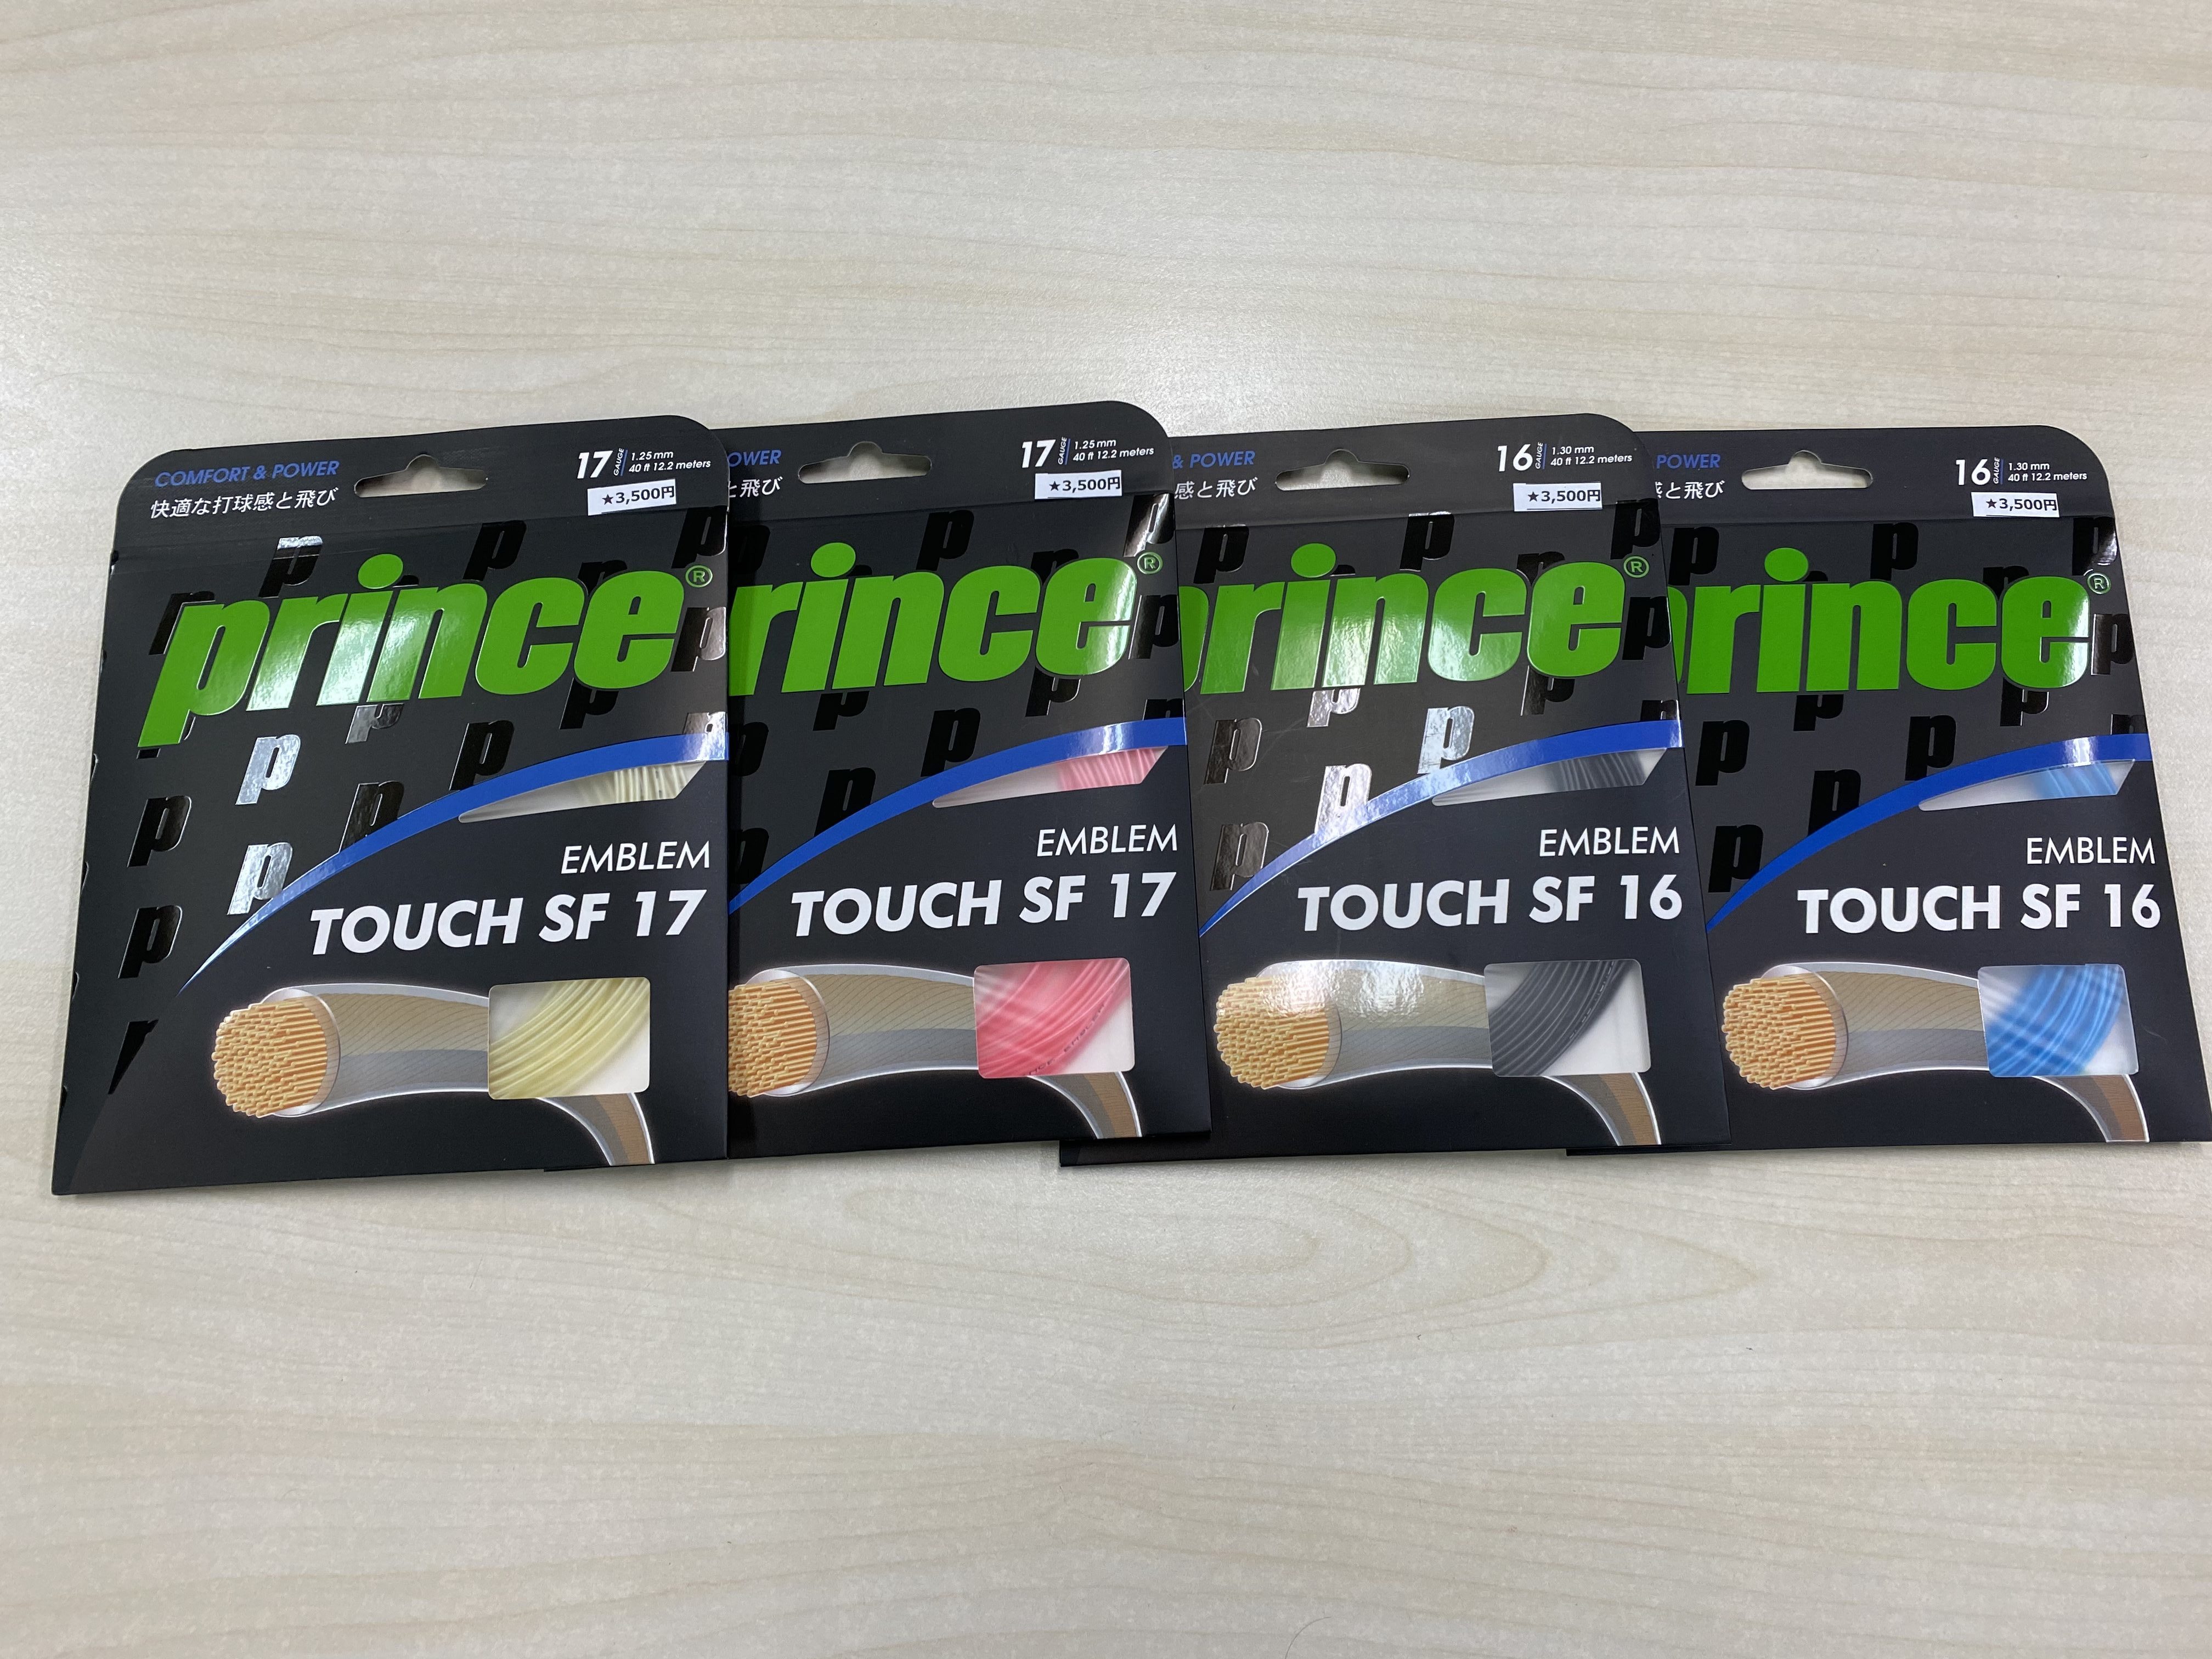 COMFORT & POWER
快適な打球感と飛び
17 GAUGE 1.25 mm
40 ft 12.2 meters
★3,500円
prince®
EMBLEM
TOUCH SF 17
POWER
と飛び
17 GAUGE 1.25 mm
40 ft 12.2 meters
★3,500円
rince®
EMBLEM
TOUCH SF 17
& POWER
感と飛び
16 GAUGE 1.30 mm
40 ft 12.2 meters
★3,500円
prince®
EMBLEM
TOUCH SF 16
POWER
と飛び
16 GAUGE 1.30 mm
40 ft 12.2 meters
★3,500円
prince®
EMBLEM
TOUCH SF 16